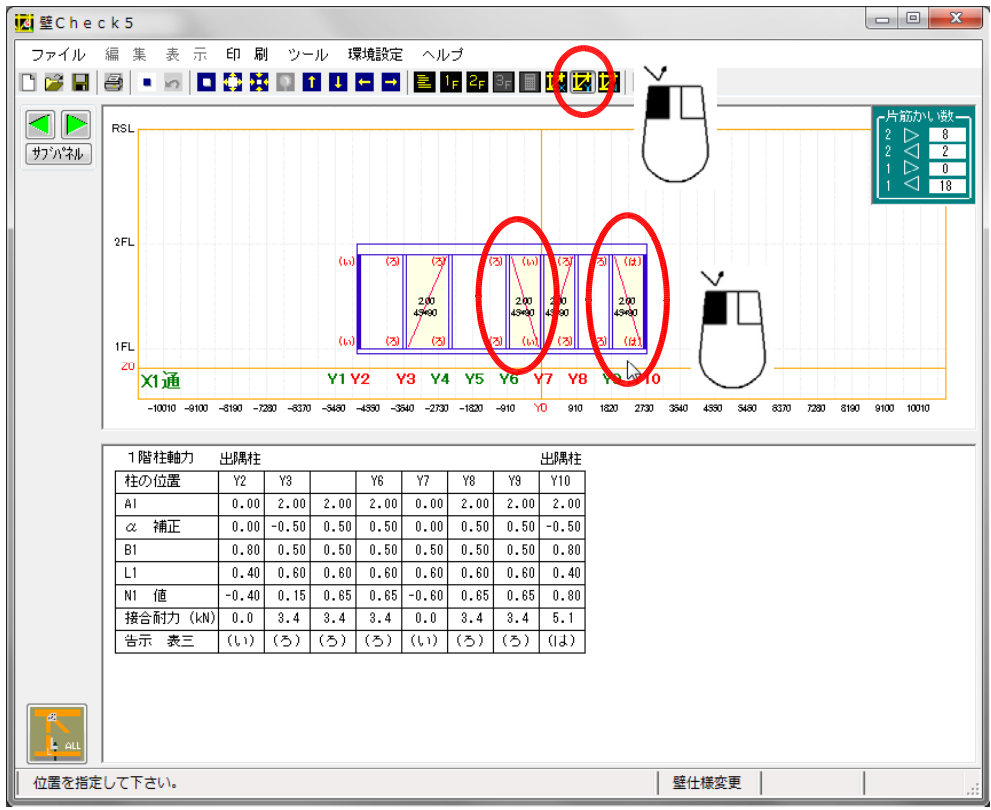 壁Check5
ファイル 編集 表示 印刷 ツール 環境設定 ヘルプ
1F 2F 3F
サブパネル
片筋かい数
2 ▷ 8
2 ◁ 2
1 ▷ 0
1 ◁ 18
RSL
2FL
(い) (ろ) (ろ) (ろ) (い) (ろ) (ろ) (は)
2.00 2.00 2.00 2.00
45*90 45*90 45*90 45*90
(い) (ろ) (ろ) (ろ) (い) (ろ) (ろ) (は)
1FL
Z0
X1通 Y1 Y2 Y3 Y4 Y5 Y6 Y7 Y8 Y9 Y10
-10010 -9100 -8190 -7280 -6370 -5460 -4550 -3640 -2730 -1820 -910 Y0 910 1820 2730 3640 4550 5460 6370 7280 8190 9100 10010
1階柱軸力 出隅柱 出隅柱
柱の位置 Y2 Y3 Y6 Y7 Y8 Y9 Y10
A1 0.00 2.00 2.00 2.00 0.00 2.00 2.00 2.00
α 補正 0.00 -0.50 0.50 0.50 0.00 0.50 0.50 -0.50
B1 0.80 0.50 0.50 0.50 0.50 0.50 0.50 0.80
L1 0.40 0.60 0.60 0.60 0.60 0.60 0.60 0.40
N1 値 -0.40 0.15 0.65 0.65 -0.60 0.65 0.65 0.80
接合耐力 (kN) 0.0 3.4 3.4 3.4 0.0 3.4 3.4 5.1
告示 表三 (い) (ろ) (ろ) (ろ) (い) (ろ) (ろ) (は)
ALL
位置を指定して下さい。 壁仕様変更